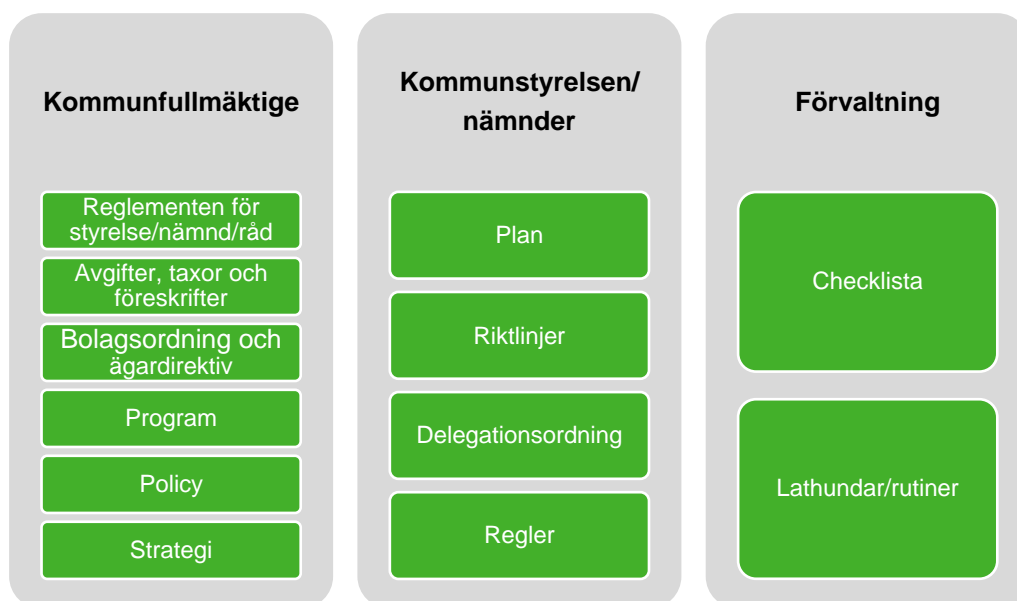 Kommunfullmäktige
Reglementen för
styrelse/nämnd/råd
Avgifter, taxor och
föreskrifter
Bolagsordning och
ägardirektiv
Program
Policy
Strategi
Kommunstyrelsen/
nämnder
Plan
Riktlinjer
Delegationsordning
Regler
Förvaltning
Checklista
Lathundar/rutiner